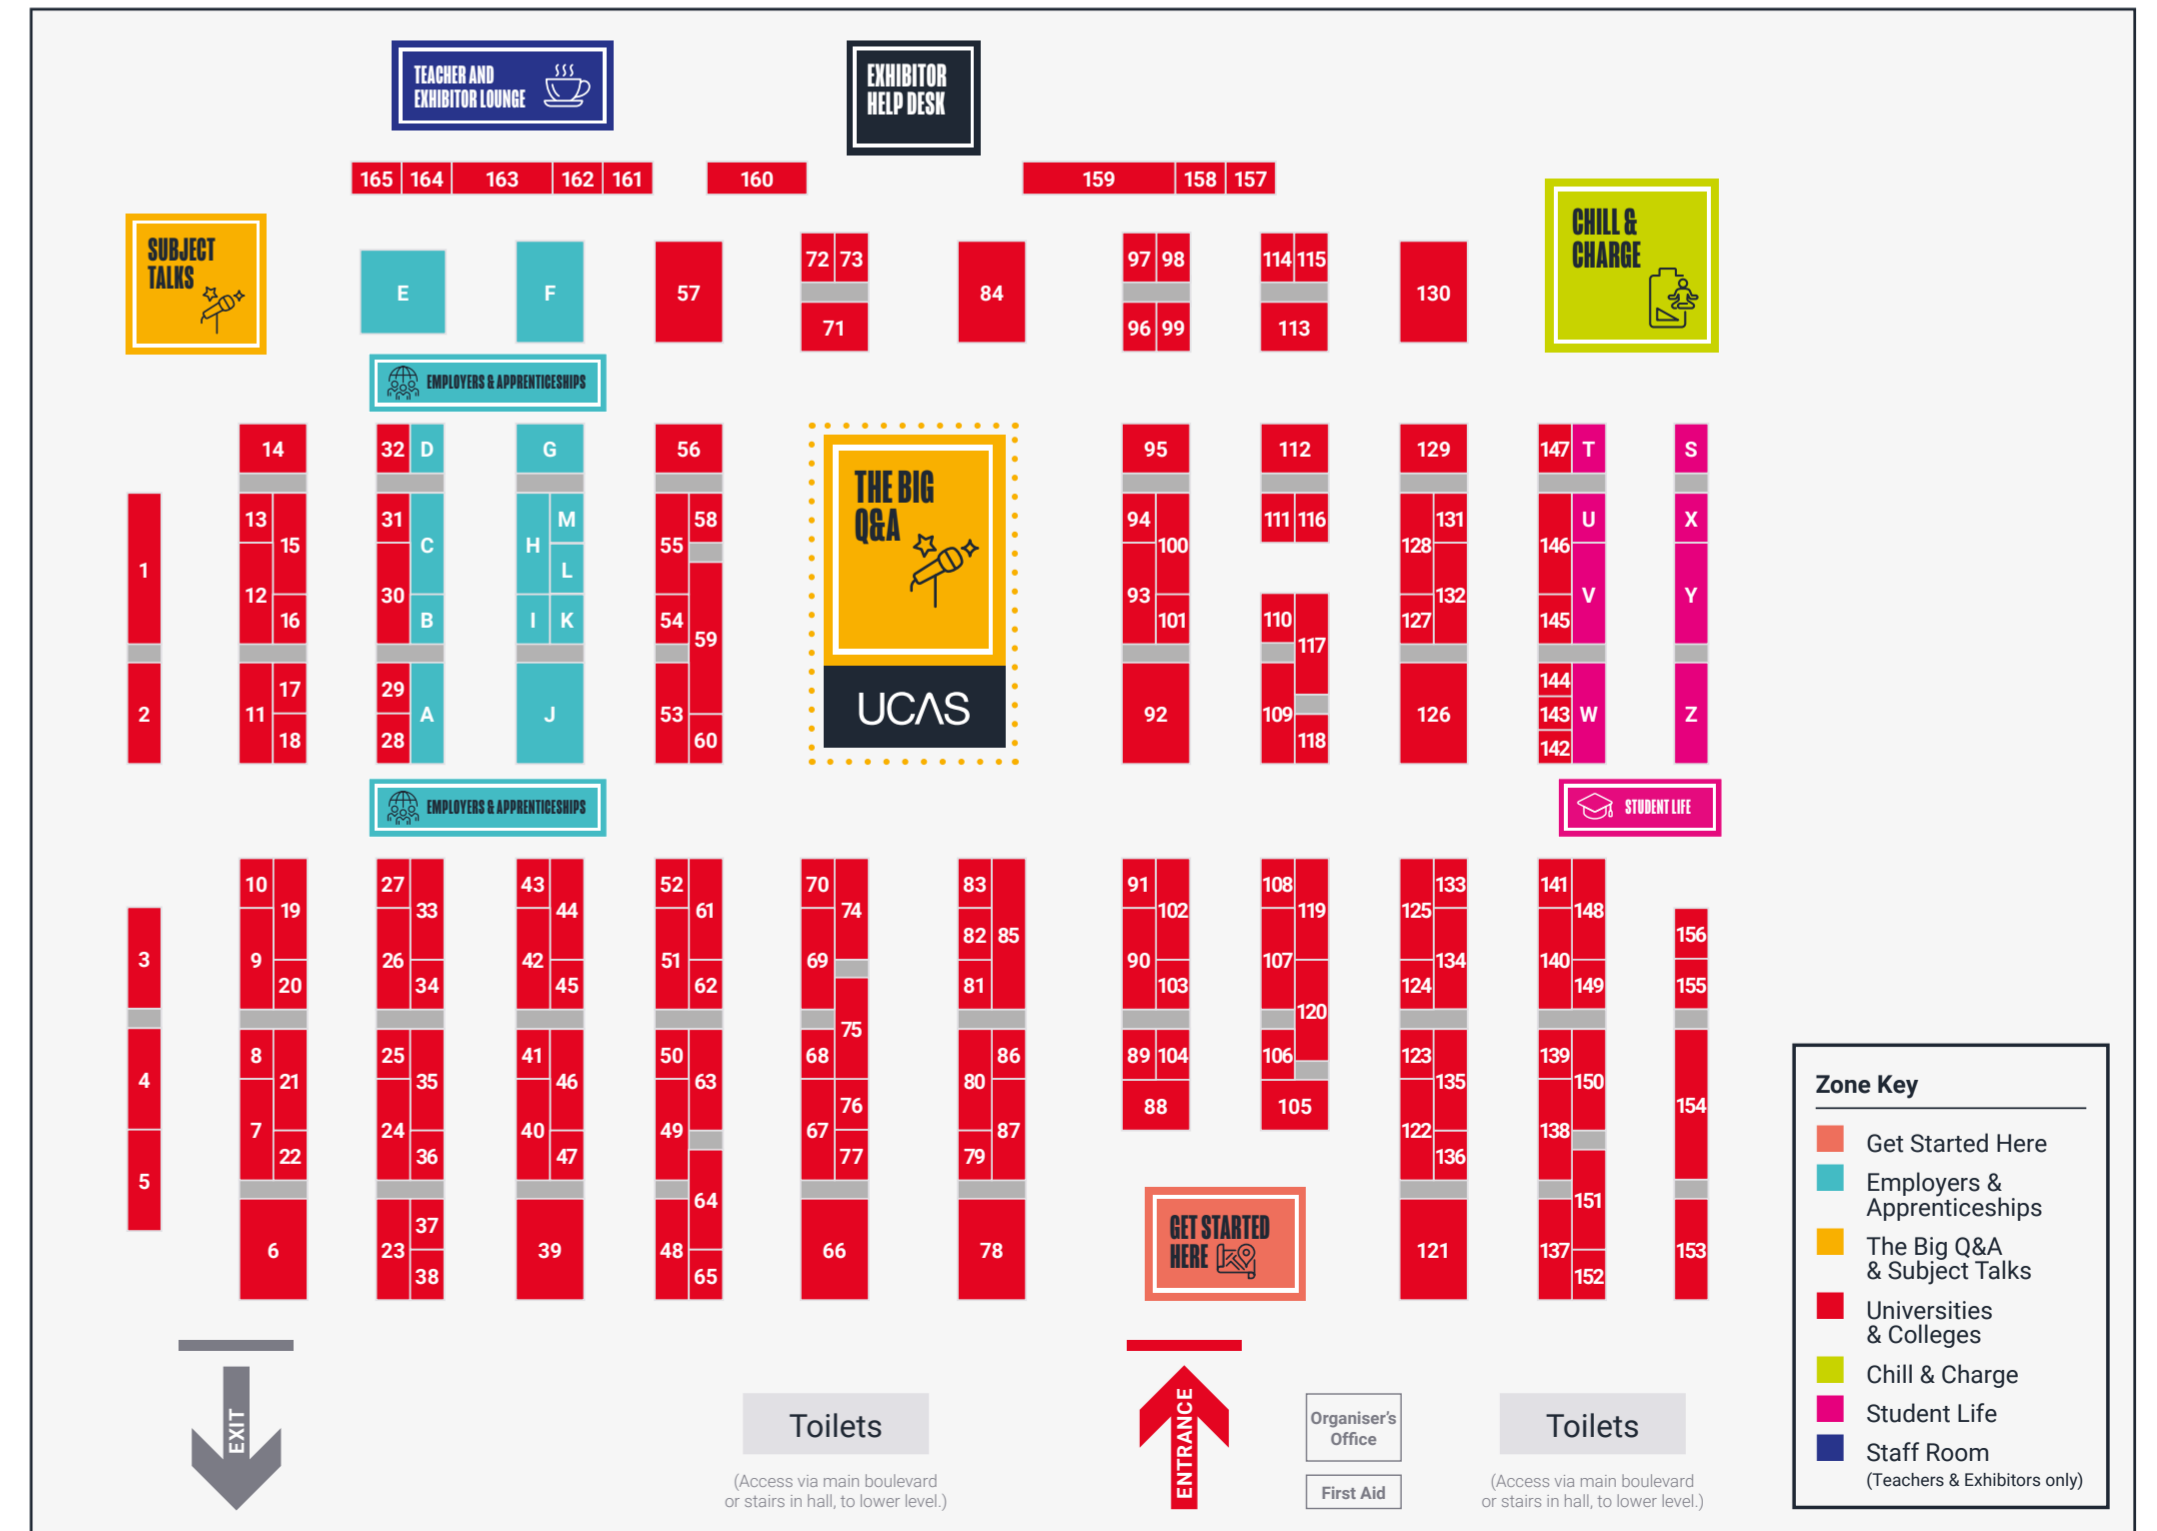 TEACHER AND
EXHIBITOR LOUNGE
EXHIBITOR
HELP DESK
165 164 163 162 161 160 159 158 157
SUBJECT
TALKS
CHILL &
CHARGE
E F 57 72 73 84 97 98 114 115 130
71 96 99 113
EMPLOYERS & APPRENTICESHIPS
14 32 D G 56 95 112 129 147 T S
THE BIG
Q&A
13 31 M 58 94 111 116 131 U X
15 C H 55 100 128 146
1 L
12 30 93 132 V Y
16 B I K 54 101 110 127 145
59 117
17 29 144
2 11 A J 53 UCAS 92 109 126 143 W Z
18 28 60 118 142
EMPLOYERS & APPRENTICESHIPS
STUDENT LIFE
10 27 43 52 70 83 91 108 133 141
19 33 44 61 74 102 119 125 148
82 85 156
3 9 26 42 51 69 90 107 134 140
20 34 45 62 81 103 124 149 155
120
75
8 25 41 50 68 86 89 104 106 123 139
4 21 35 46 63 80 135 150
76 88 105 154
7 24 40 49 67 87 122 138
22 36 47 77 79 136
5
64 151
37
GET STARTED
HERE
6 23 39 48 66 78 121 137 153
38 65 152
EXIT
ENTRANCE
Toilets
(Access via main boulevard
or stairs in hall, to lower level.)
Organiser's
Office
First Aid
Toilets
(Access via main boulevard
or stairs in hall, to lower level.)
Zone Key
Get Started Here
Employers &
Apprenticeships
The Big Q&A
& Subject Talks
Universities
& Colleges
Chill & Charge
Student Life
Staff Room
(Teachers & Exhibitors only)